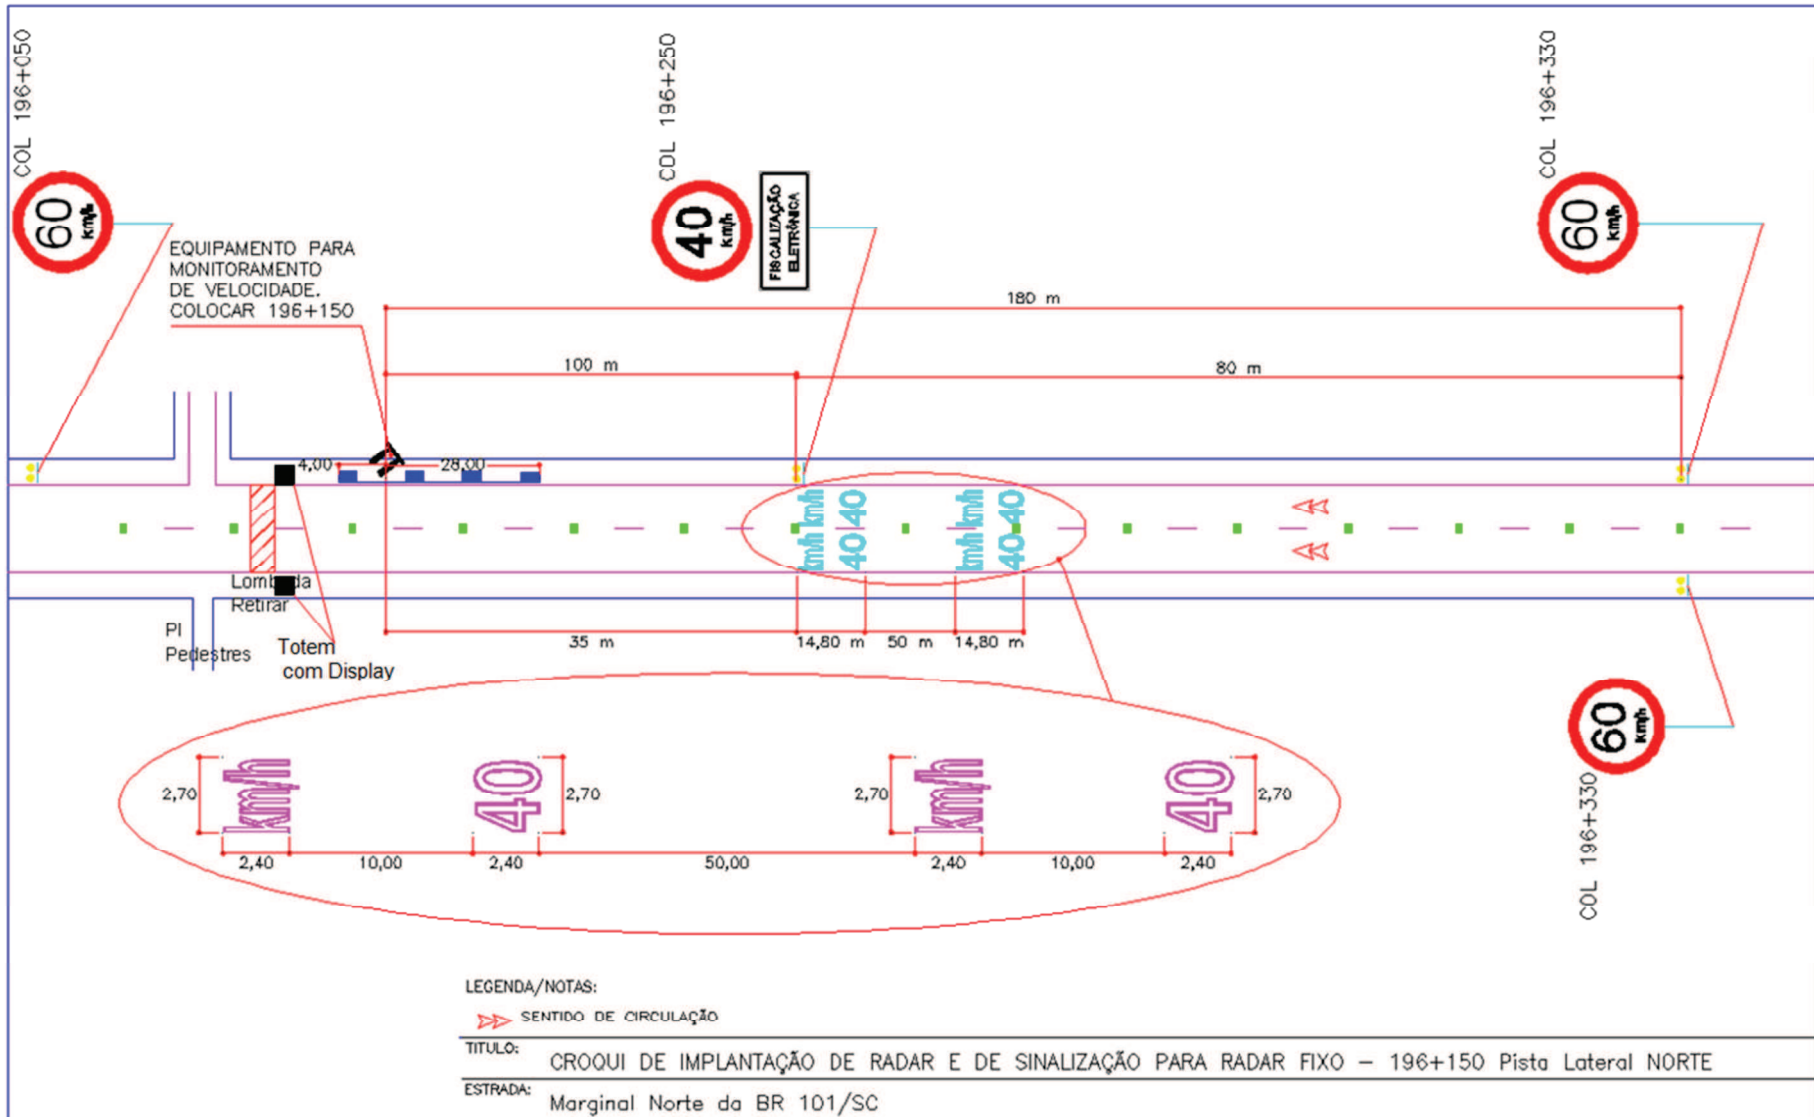 COL 196+050
60
km/h
EQUIPAMENTO PARA
MONITORAMENTO
DE VELOCIDADE.
COLOCAR 196+150
COL 196+250
40
km/h
FISCALIZAÇÃO
ELETRÔNICA
COL 196+330
60
km/h
180 m
100 m
80 m
4,00
28,00
km/h km/h
40 40
km/h km/h
40 40
Lombada
Retirar
PI
Pedestres
Totem
com Display
35 m
14,80 m
50 m
14,80 m
60
km/h
COL 196+330
2,70
km/h
40
2,70
2,70
km/h
40
2,70
2,40
10,00
2,40
50,00
2,40
10,00
2,40
LEGENDA/NOTAS:
SENTIDO DE CIRCULAÇÃO
TITULO: CROQUI DE IMPLANTAÇÃO DE RADAR E DE SINALIZAÇÃO PARA RADAR FIXO – 196+150 Pista Lateral NORTE
ESTRADA: Marginal Norte da BR 101/SC